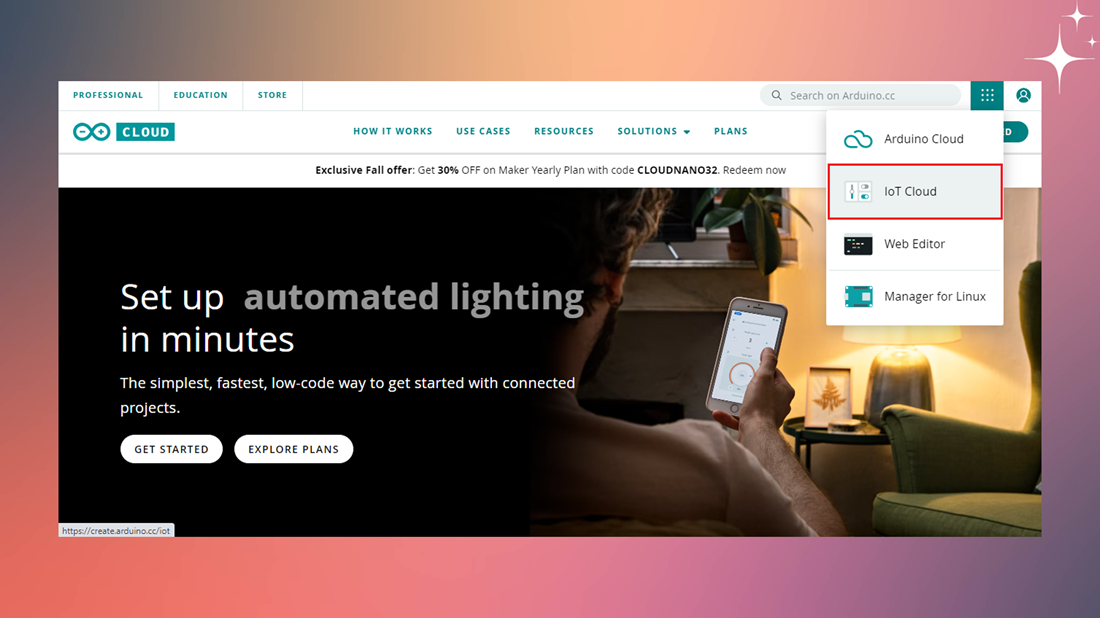 PROFESSIONAL EDUCATION STORE Search on Arduino.cc
CLOUD HOW IT WORKS USE CASES RESOURCES SOLUTIONS PLANS ED
Exclusive Fall offer: Get 30% OFF on Maker Yearly Plan with code CLOUDNANO32. Redeem now
Arduino Cloud
IoT Cloud
Web Editor
Manager for Linux
Set up automated lighting
in minutes
The simplest, fastest, low-code way to get started with connected
projects.
GET STARTED EXPLORE PLANS
https://create.arduino.cc/iot